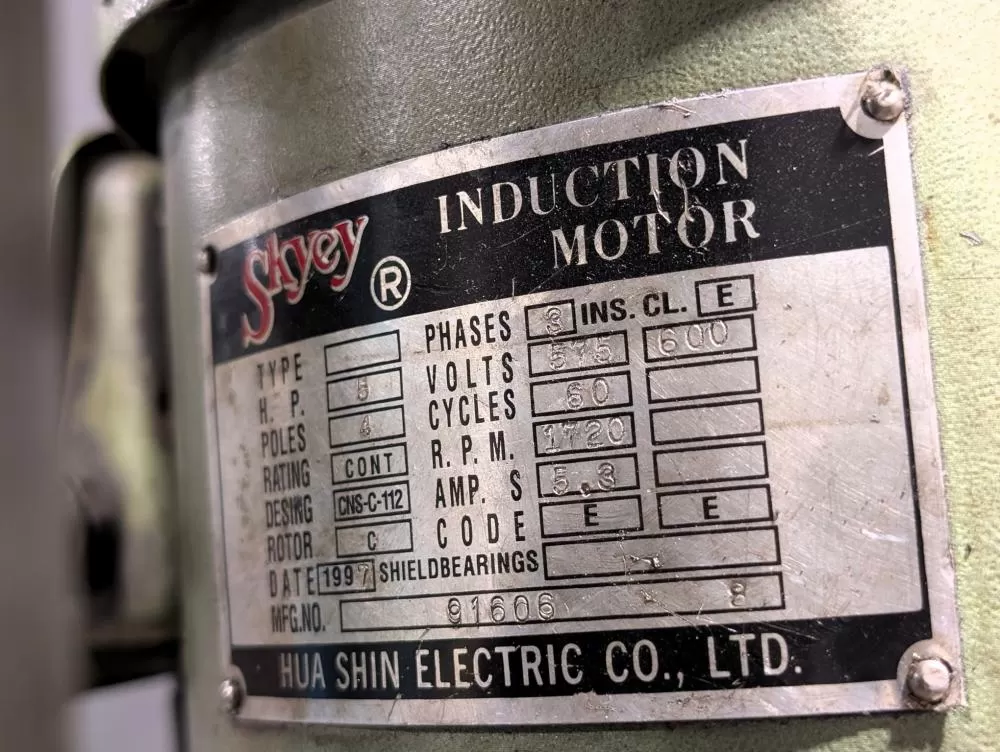 Skyey ® INDUCTION
MOTOR
TYPE PHASES 3 INS. CL. E
H. P. 5 VOLTS 575 600
POLES 4 CYCLES 60
RATING CONT R. P. M. 1720
DESING CNS-C-112 AMP. S 5.3
ROTOR C CODE E E
DATE 1997 SHIELDBEARINGS
MFG.NO. 91606 8
HUA SHIN ELECTRIC CO., LTD.